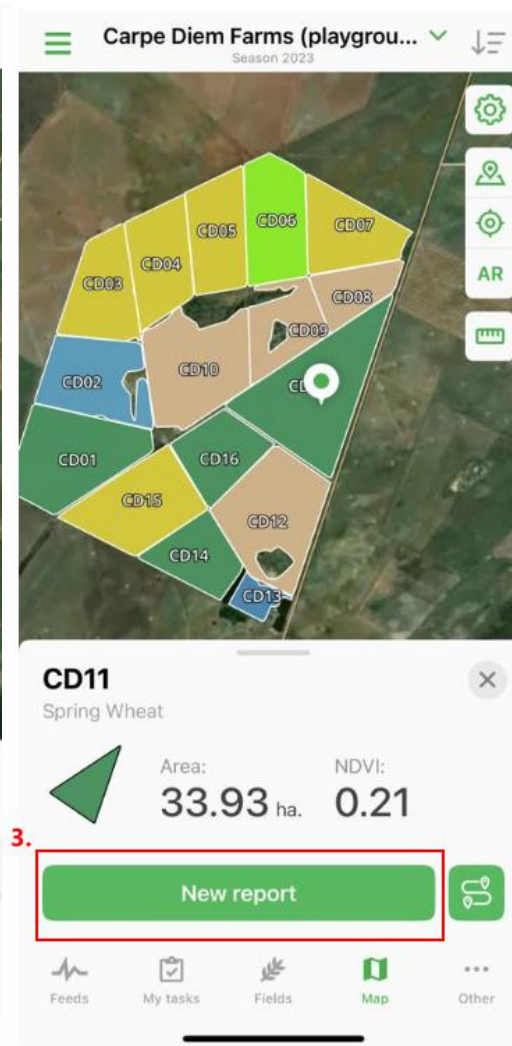 Carpe Diem Farms (playgrou...
Season 2023
CD06
CD05
CD07
CD04
CD03
CD08
CD09
CD10
CD02
CD
AR
CD01
CD16
CD15
CD12
CD14
CD13
CD11
Spring Wheat
Area:
NDVI:
33.93 ha.
0.21
3.
New report
Feeds
My tasks
Fields
Map
Other